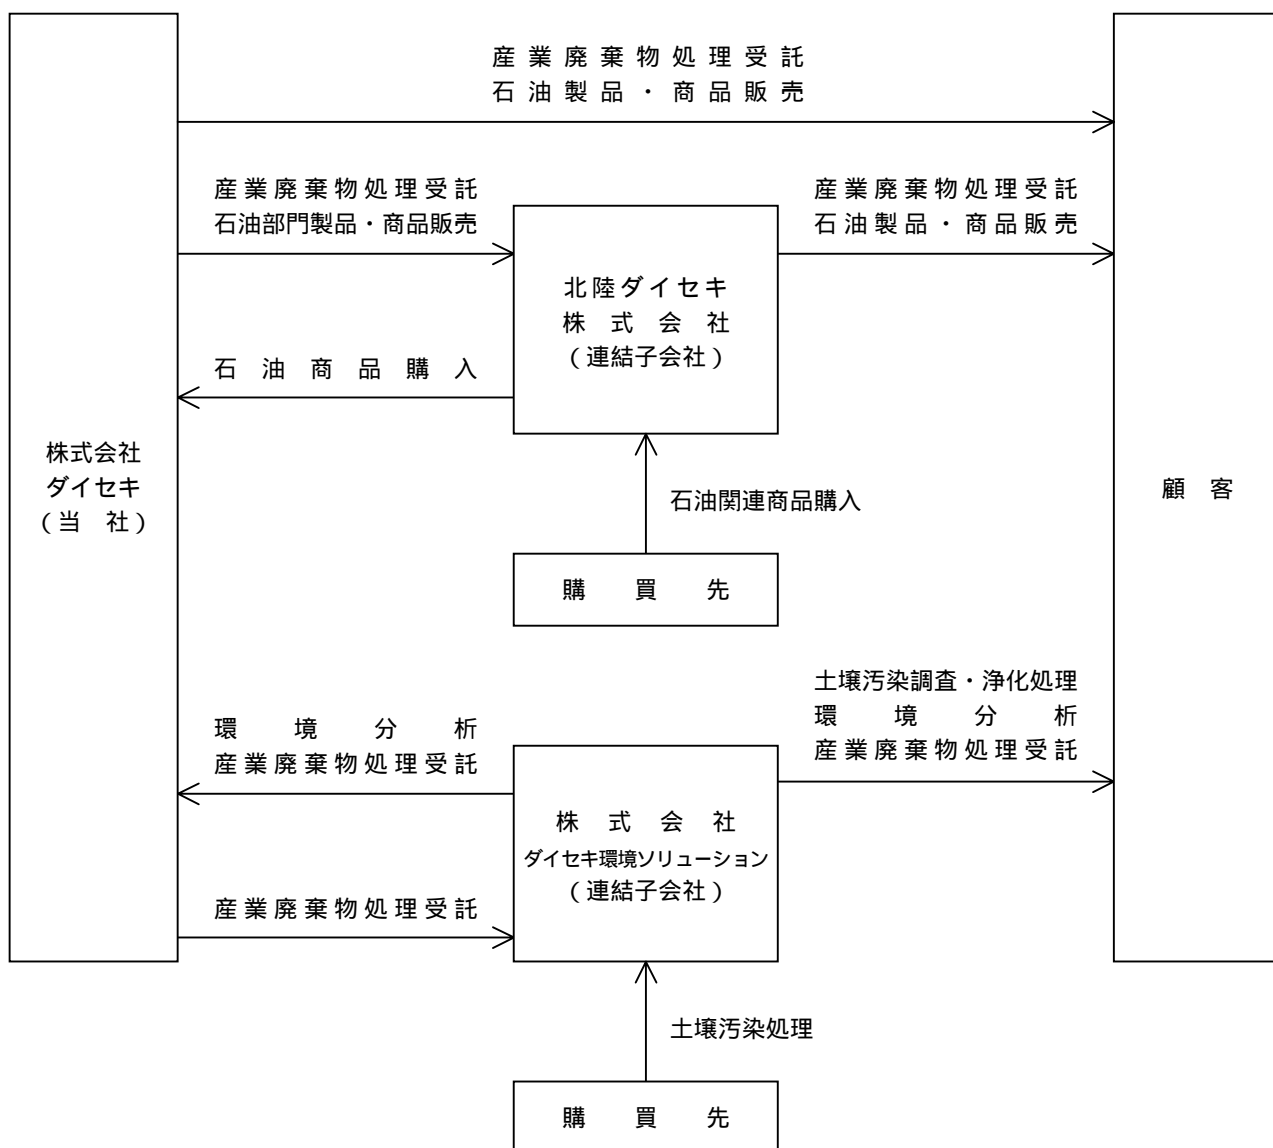 産業廃棄物処理受託
石油製品・商品販売
産業廃棄物処理受託
石油部門製品・商品販売
産業廃棄物処理受託
石油製品・商品販売
北陸ダイセキ
株式会社
(連結子会社)
石油商品購入
株式会社
ダイセキ
(当社)
石油関連商品購入
顧客
購買先
土壌汚染調査・浄化処理
環境分析
産業廃棄物処理受託
環境分析
産業廃棄物処理受託
株式会社
ダイセキ環境ソリューション
(連結子会社)
産業廃棄物処理受託
土壌汚染処理
購買先